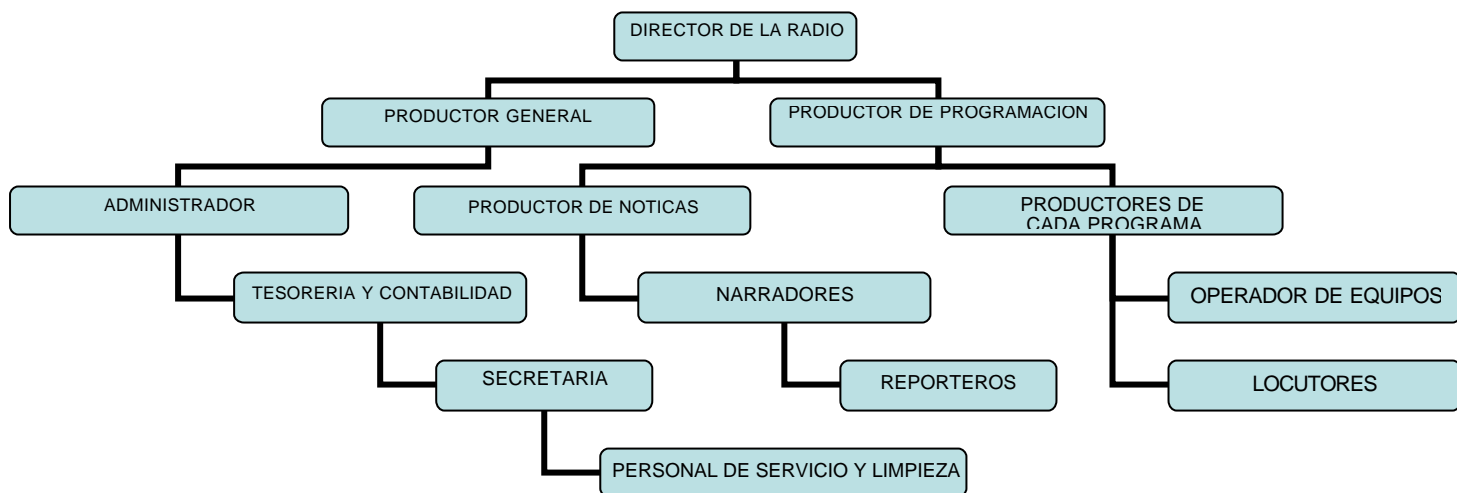 DIRECTOR DE LA RADIO
PRODUCTOR GENERAL
PRODUCTOR DE PROGRAMACION
ADMINISTRADOR
PRODUCTOR DE NOTICAS
PRODUCTORES DE
CADA PROGRAMA
TESORERIA Y CONTABILIDAD
NARRADORES
OPERADOR DE EQUIPOS
SECRETARIA
REPORTEROS
LOCUTORES
PERSONAL DE SERVICIO Y LIMPIEZA